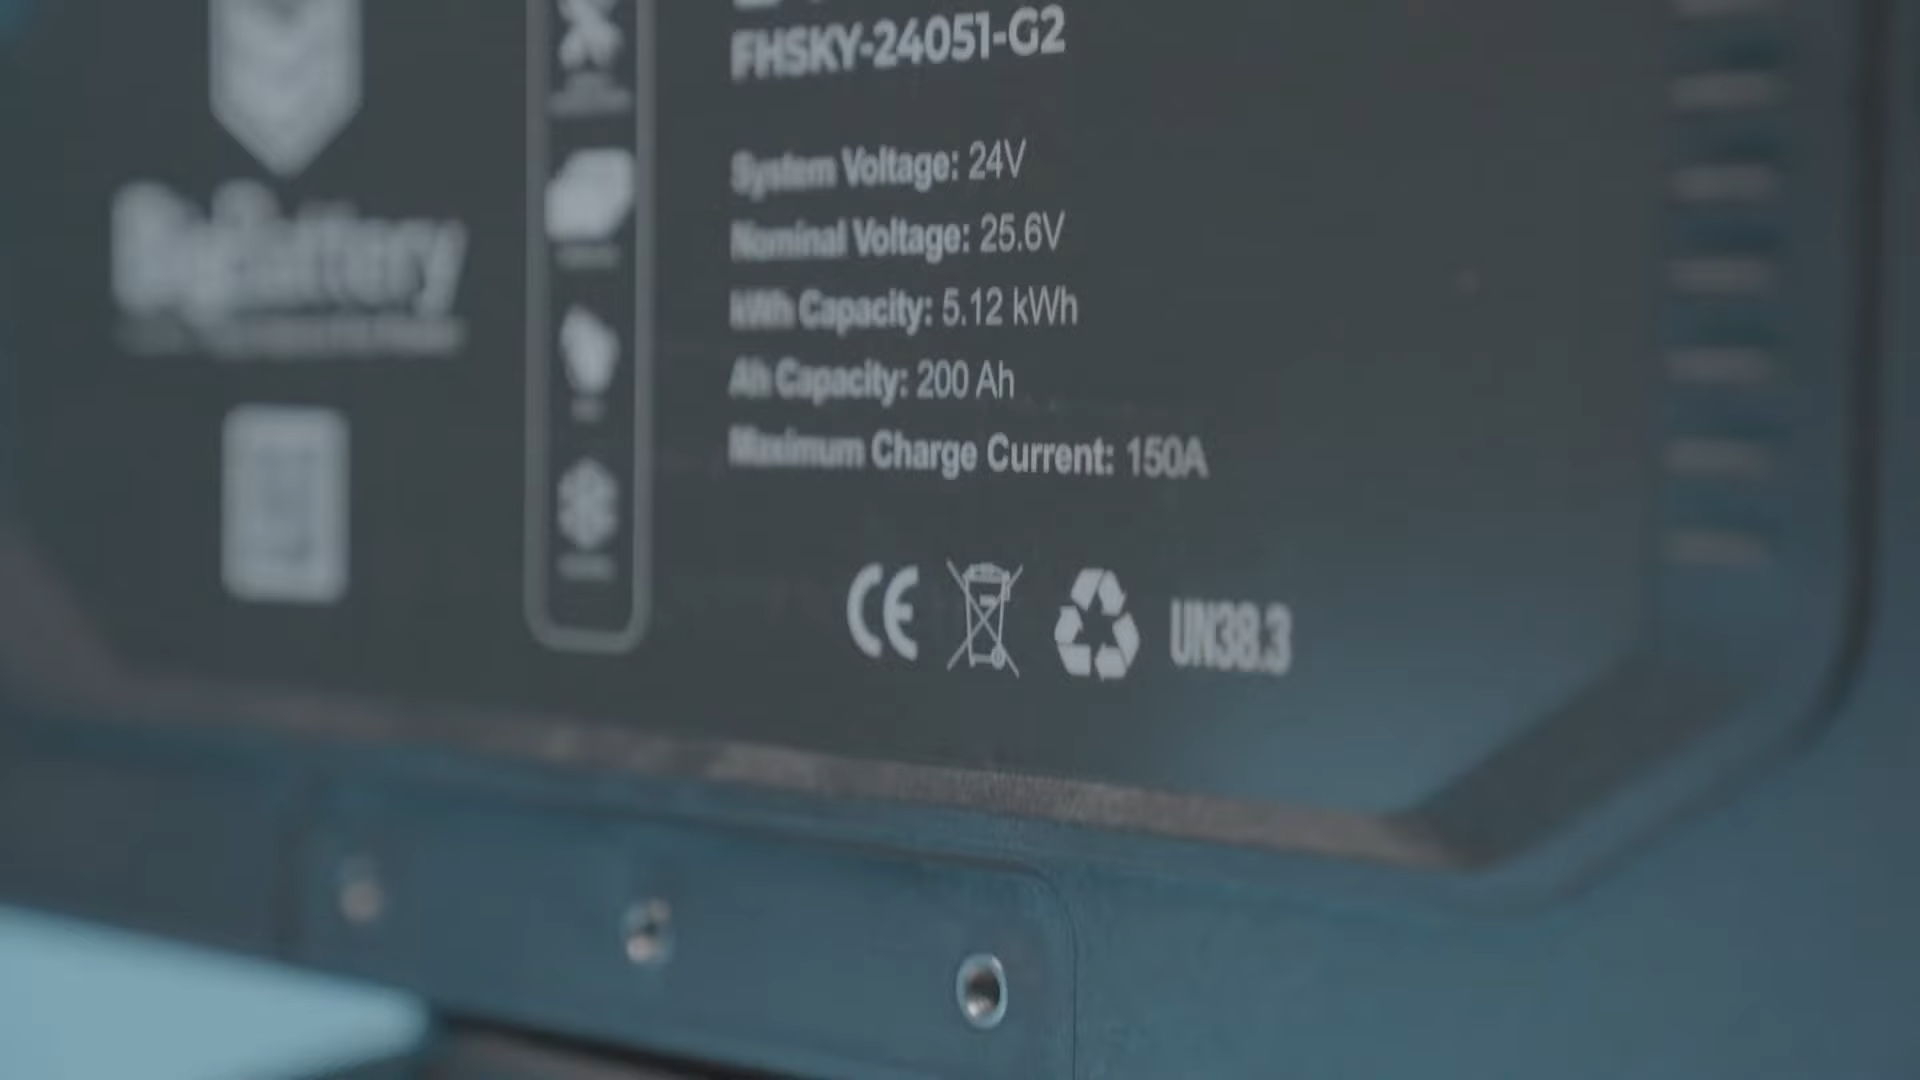 FHSKY-24051-G2
System Voltage: 24V
Nominal Voltage: 25.6V
kWh Capacity: 5.12 kWh
Ah Capacity: 200 Ah
Maximum Charge Current: 150A
CE
UN38.3
BigBattery